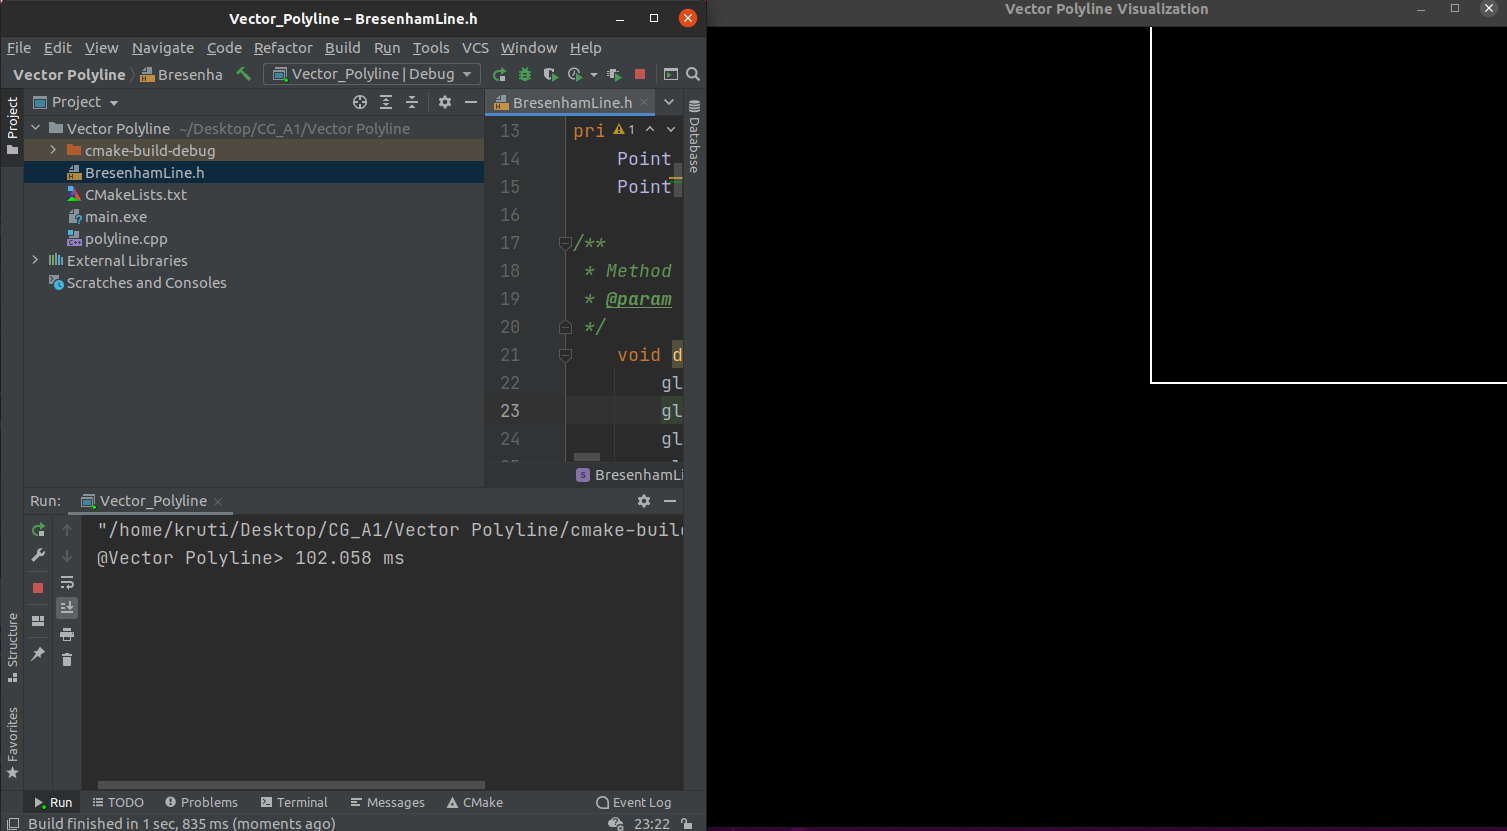 Vector_Polyline – BresenhamLine.h
File Edit View Navigate Code Refactor Build Run Tools VCS Window Help
Vector Polyline Bresenha Vector_Polyline | Debug
Project
Project
Vector Polyline ~/Desktop/CG_A1/Vector Polyline
cmake-build-debug
BresenhamLine.h
CMakeLists.txt
main.exe
polyline.cpp
External Libraries
Scratches and Consoles
BresenhamLine.h
13 pri 1
14 Point
15 Point
16
17 /**
18 * Method
19 * @param
20 */
21 void d
22 gl
23 gl
24 gl
BresenhamLi
Database
Run: Vector_Polyline
"/home/kruti/Desktop/CG_A1/Vector Polyline/cmake-build
@Vector Polyline> 102.058 ms
Structure
Favorites
Run TODO Problems Terminal Messages CMake Event Log
Build finished in 1 sec, 835 ms (moments ago) 23:22
Vector Polyline Visualization